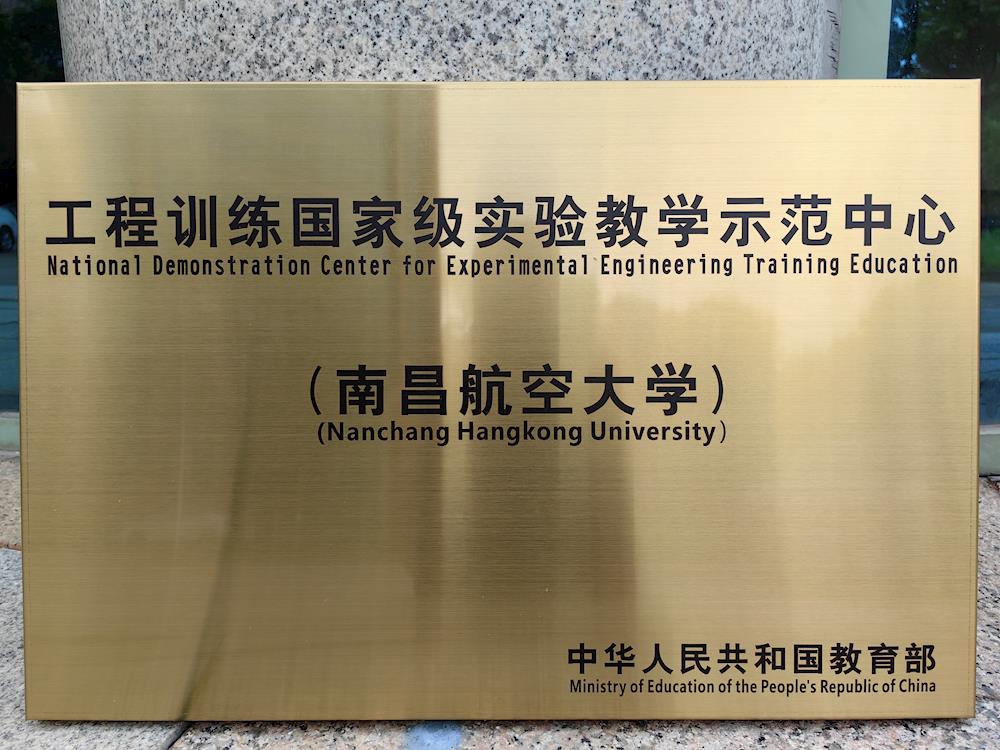 工程训练国家级实验教学示范中心
National Demonstration Center for Experimental Engineering Training Education
（南昌航空大学）
(Nanchang Hangkong University)
中华人民共和国教育部
Ministry of Education of the People's Republic of China